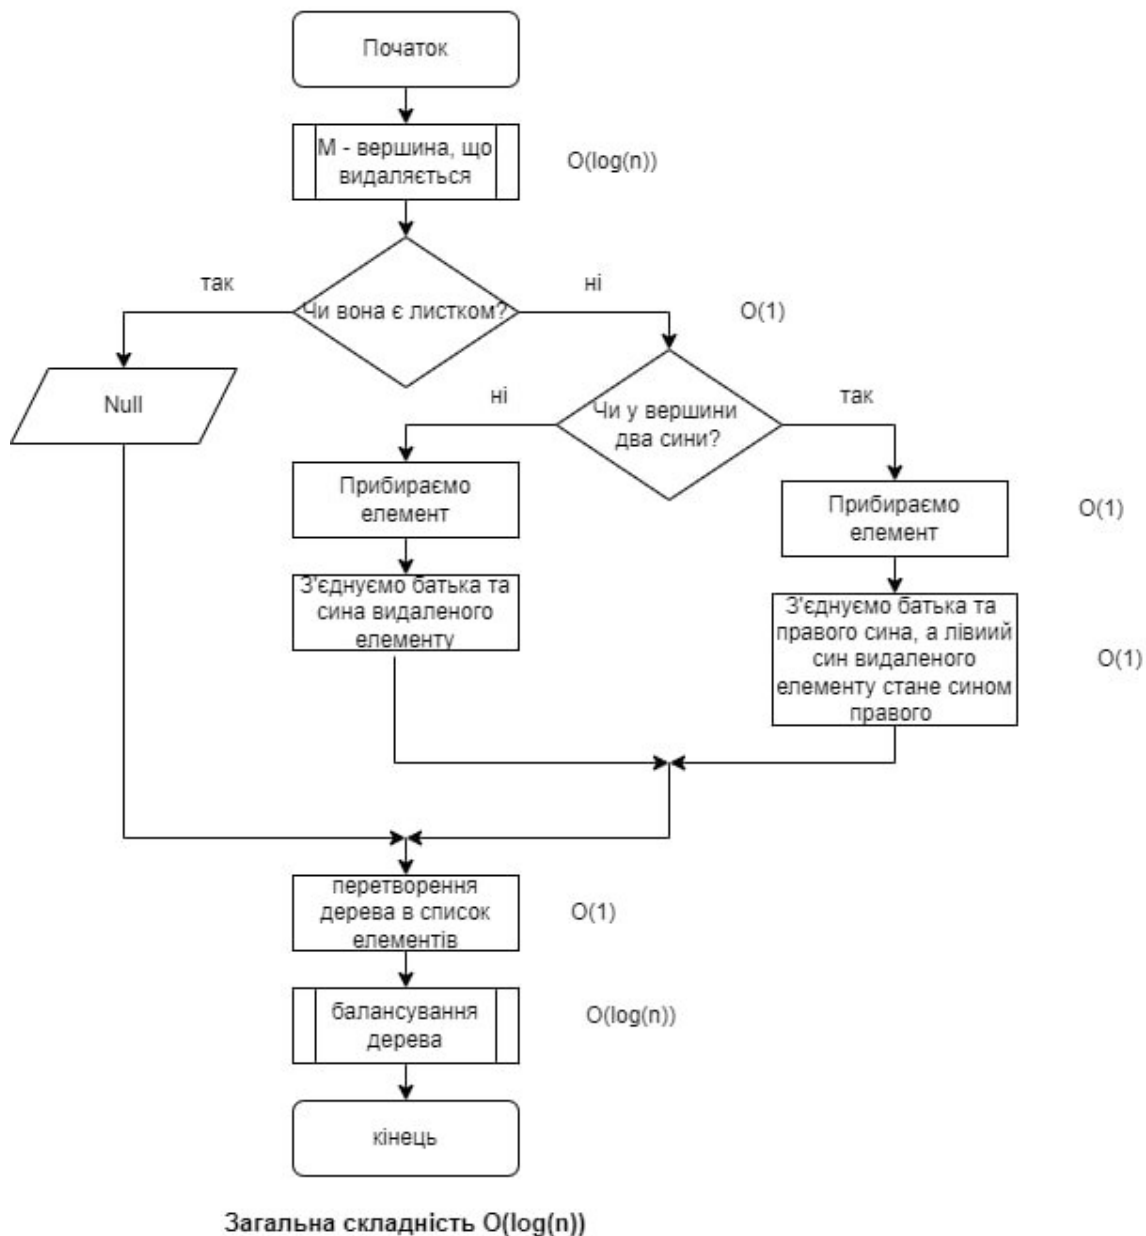 Початок
М - вершина, що
видаляється
O(log(n))
так
ні
Чи вона є листком?
O(1)
Null
ні
Чи у вершини
два сини?
так
Прибираємо
елемент
Прибираємо
елемент
O(1)
З'єднуємо батька та
сина видаленого
елементу
З'єднуємо батька та
правого сина, а лівиий
син видаленого
елементу стане сином
правого
O(1)
перетворення
дерева в список
елементів
O(1)
балансування
дерева
O(log(n))
кінець
Загальна складність O(log(n))